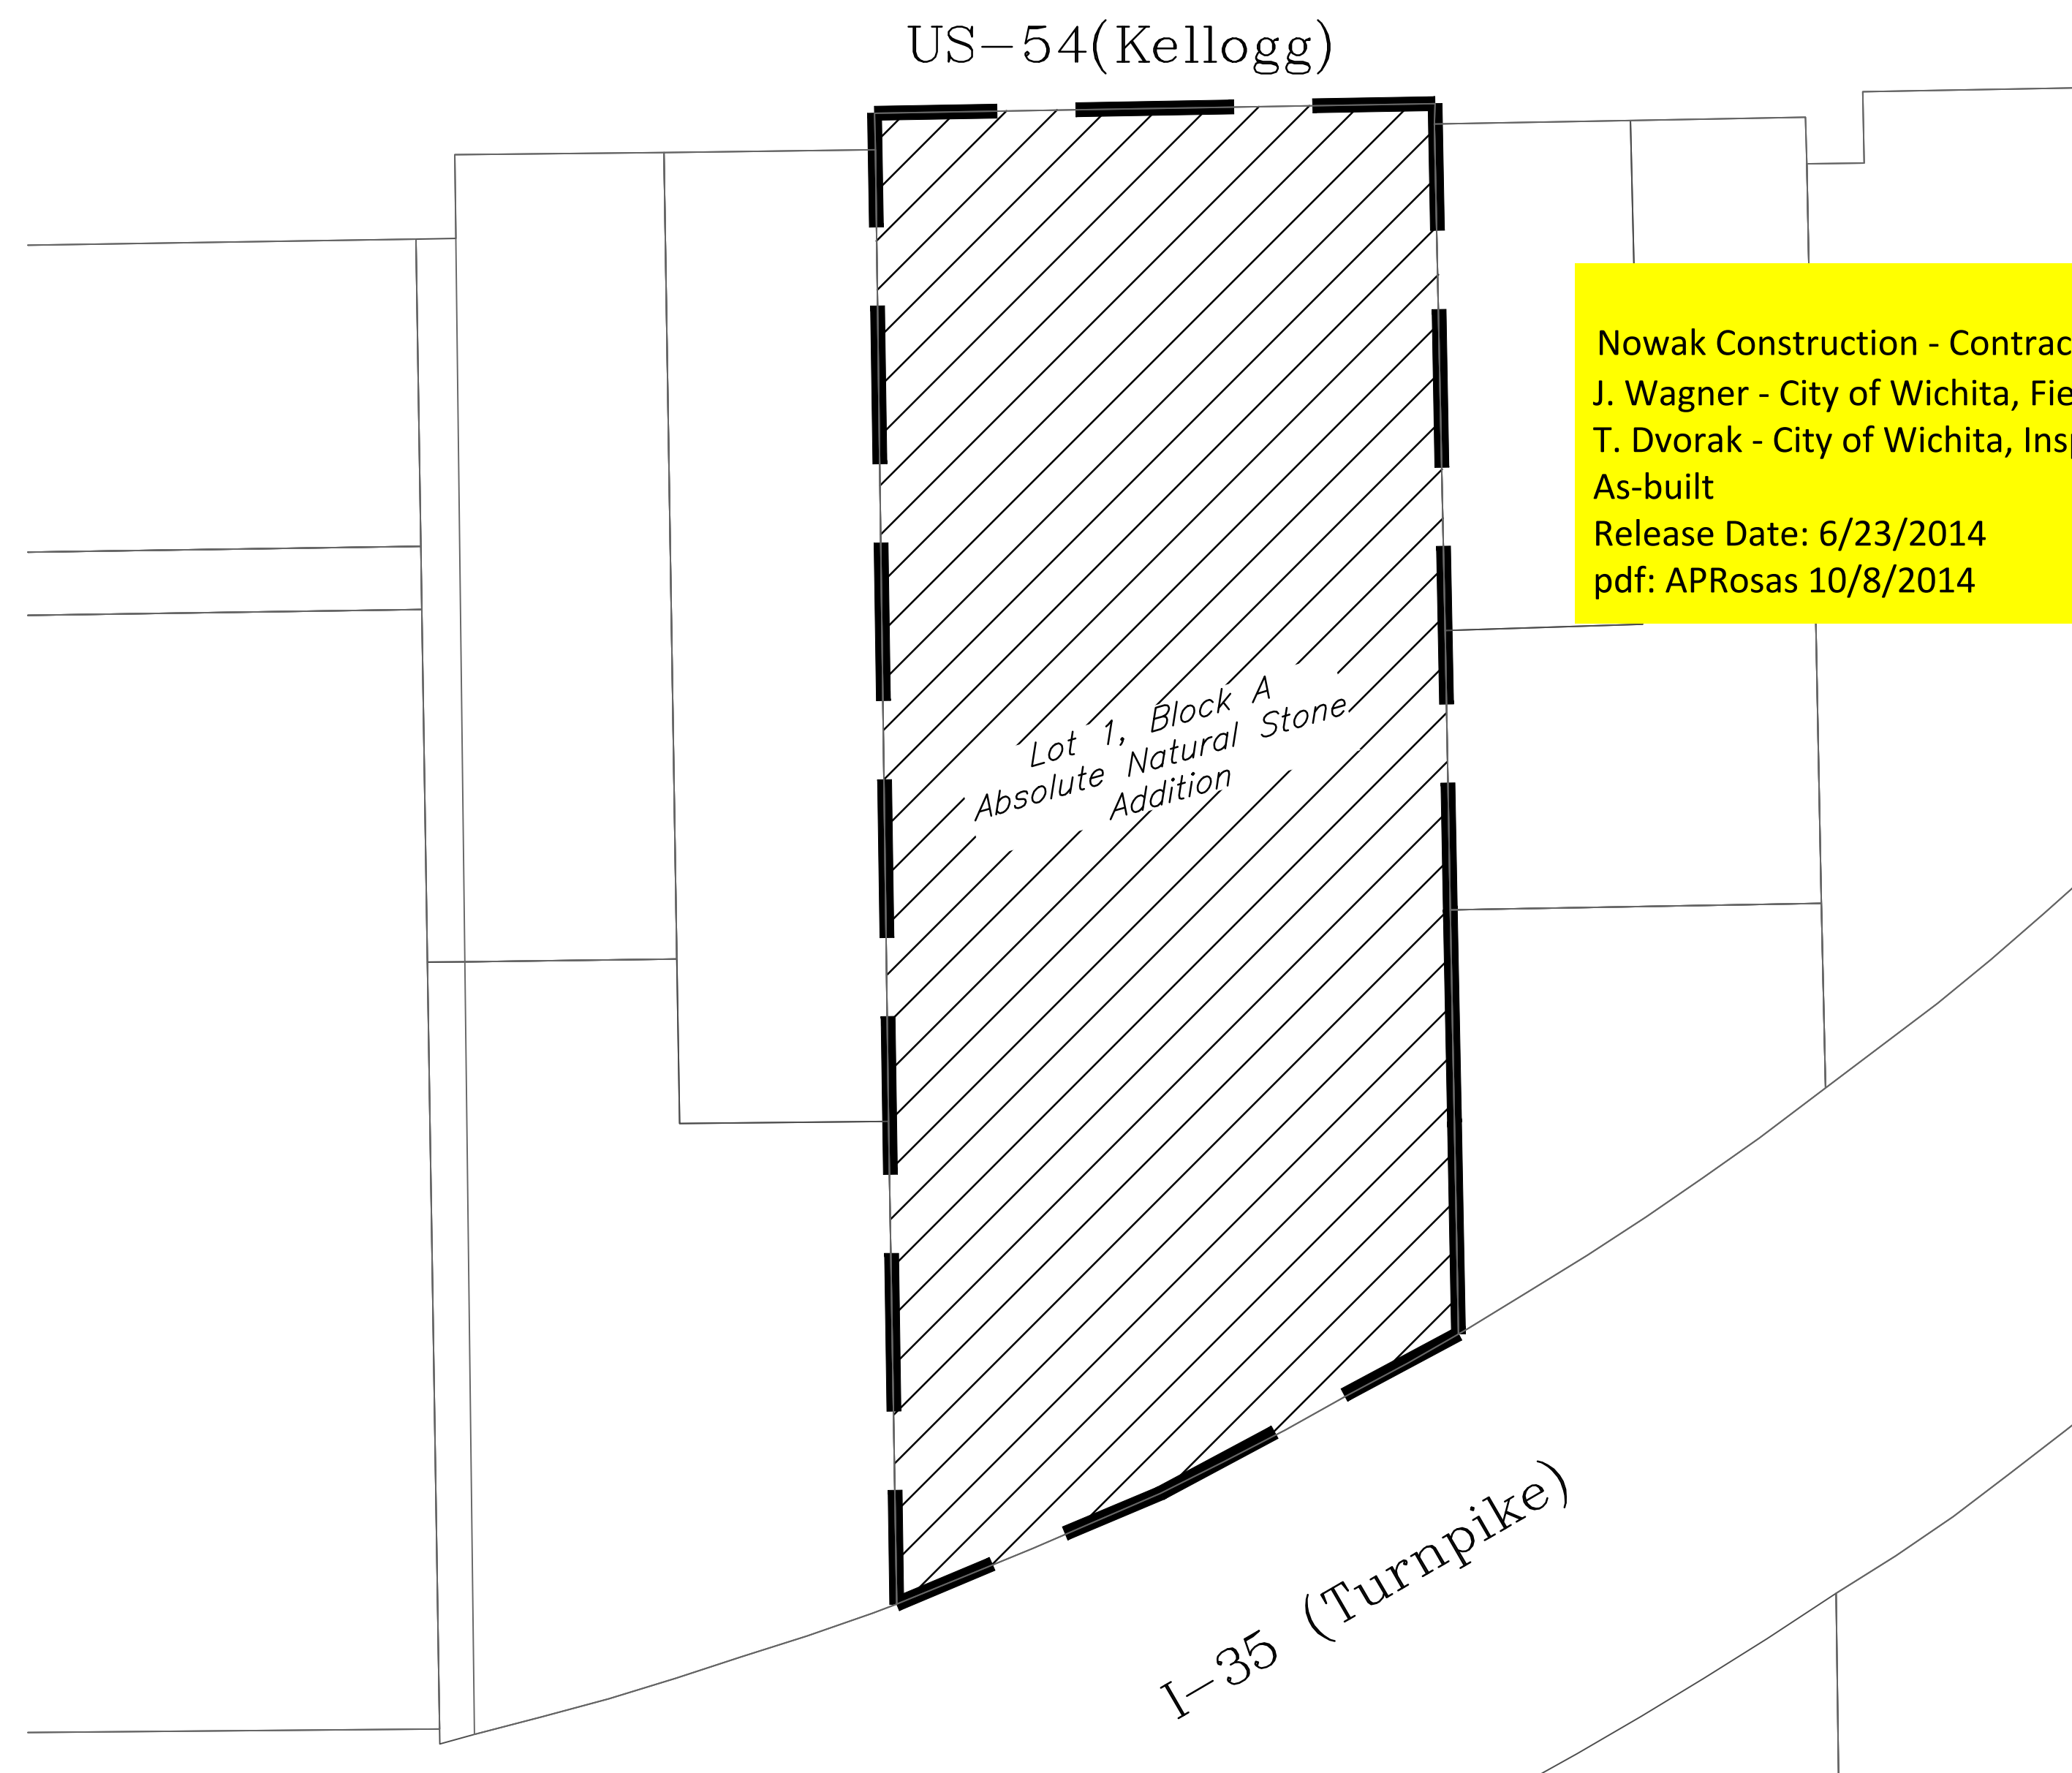 US-54(Kellogg)
Nowak Construction - Contrac
J. Wagner - City of Wichita, Fie
T. Dvorak - City of Wichita, Insp
As-built
Release Date: 6/23/2014
pdf: APRosas 10/8/2014
Lot 1, Block A
Absolute Natural Stone
Addition
I-35 (Turnpike)